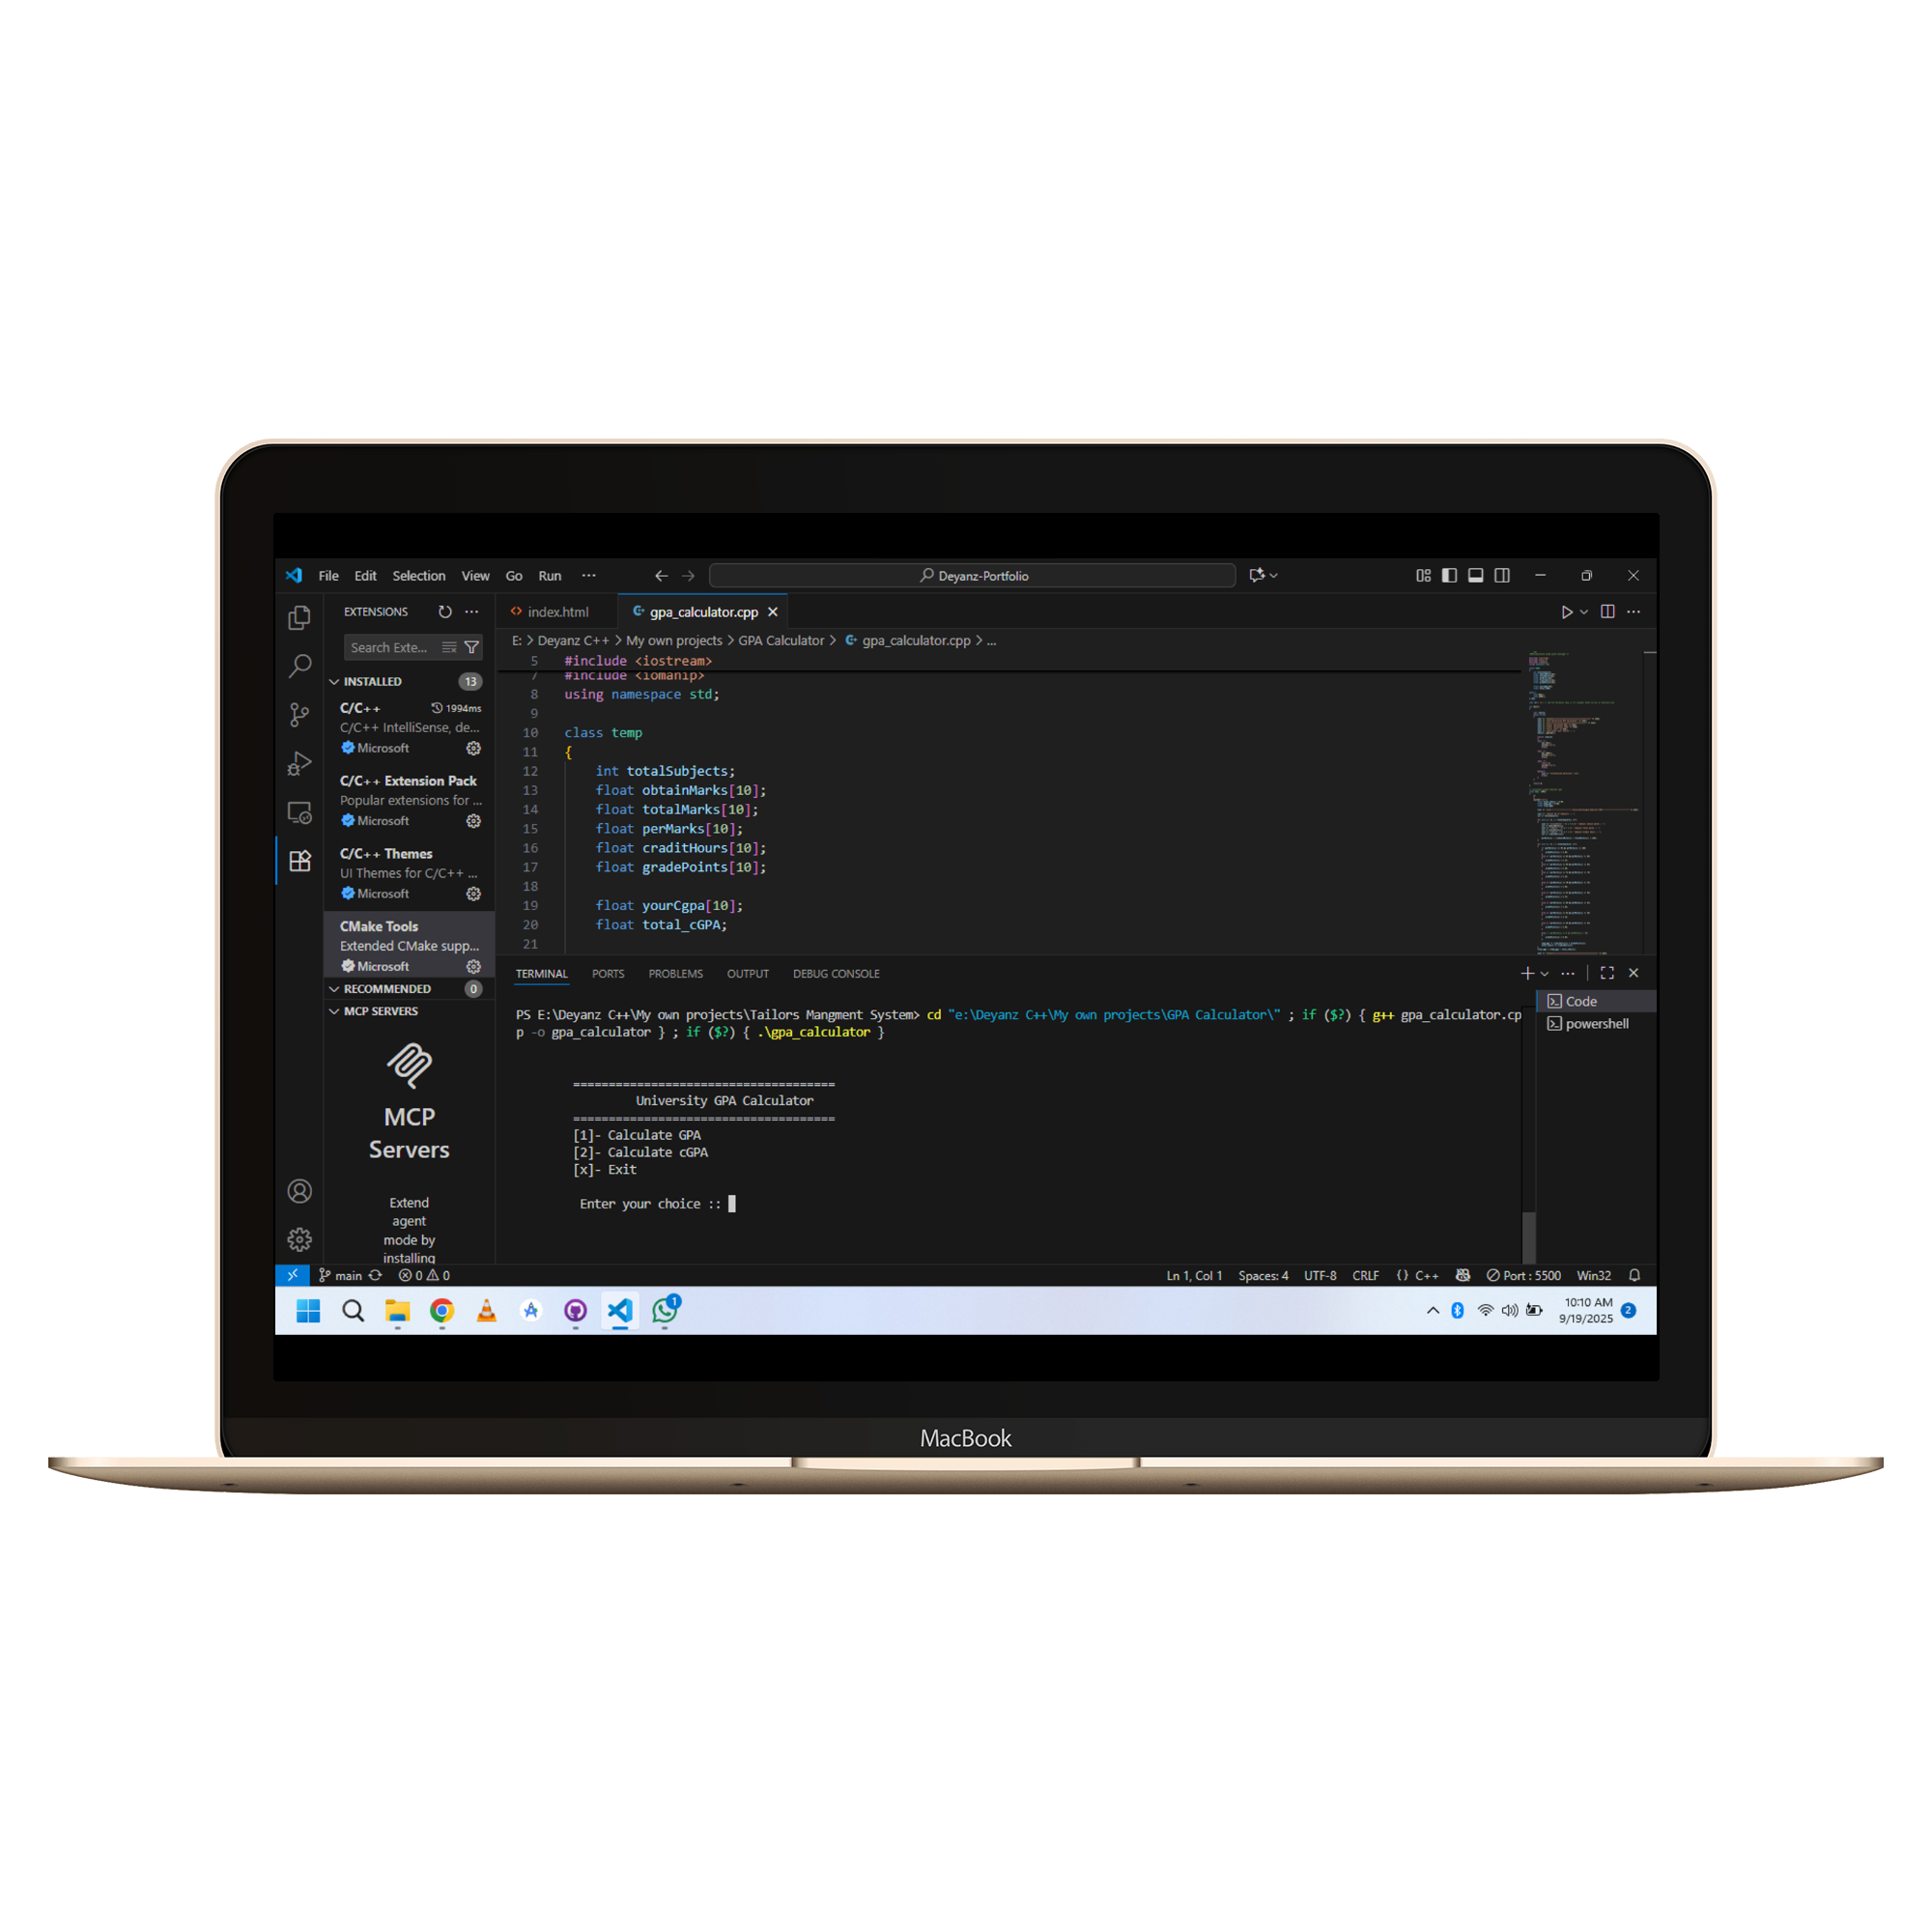 File Edit Selection View Go Run ··· Deyanz-Portfolio
EXTENSIONS
Search Exte...
INSTALLED 13
C/C++ 1994ms
C/C++ IntelliSense, de...
Microsoft
C/C++ Extension Pack
Popular extensions for ...
Microsoft
C/C++ Themes
UI Themes for C/C++ ...
Microsoft
CMake Tools
Extended CMake supp...
Microsoft
RECOMMENDED 0
MCP SERVERS
MCP
Servers
Extend
agent
mode by
installing
index.html gpa_calculator.cpp
E: > Deyanz C++ > My own projects > GPA Calculator > gpa_calculator.cpp > ...
5 #include <iostream>
7 #include <iomanip>
8 using namespace std;
9
10 class temp
11 {
12 int totalSubjects;
13 float obtainMarks[10];
14 float totalMarks[10];
15 float perMarks[10];
16 float craditHours[10];
17 float gradePoints[10];
18
19 float yourCgpa[10];
20 float total_cGPA;
21
TERMINAL PORTS PROBLEMS OUTPUT DEBUG CONSOLE
PS E:\Deyanz C++\My own projects\Tailors Mangment System> cd "e:\Deyanz C++\My own projects\GPA Calculator\" ; if ($?) { g++ gpa_calculator.cp
p -o gpa_calculator } ; if ($?) { .\gpa_calculator }
=====================================
University GPA Calculator
=====================================
[1]- Calculate GPA
[2]- Calculate cGPA
[x]- Exit
Enter your choice ::
Code
powershell
main 0 0 Ln 1, Col 1 Spaces: 4 UTF-8 CRLF {} C++ Port : 5500 Win32
1
10:10 AM
9/19/2025 2
MacBook